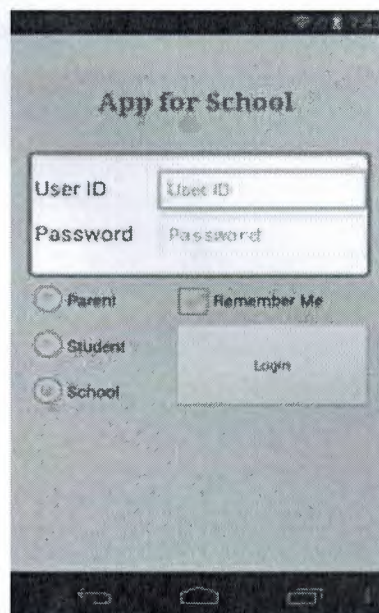 App for School
User ID
User ID
Password
Password
Parent
Remember Me
Student
Login
School